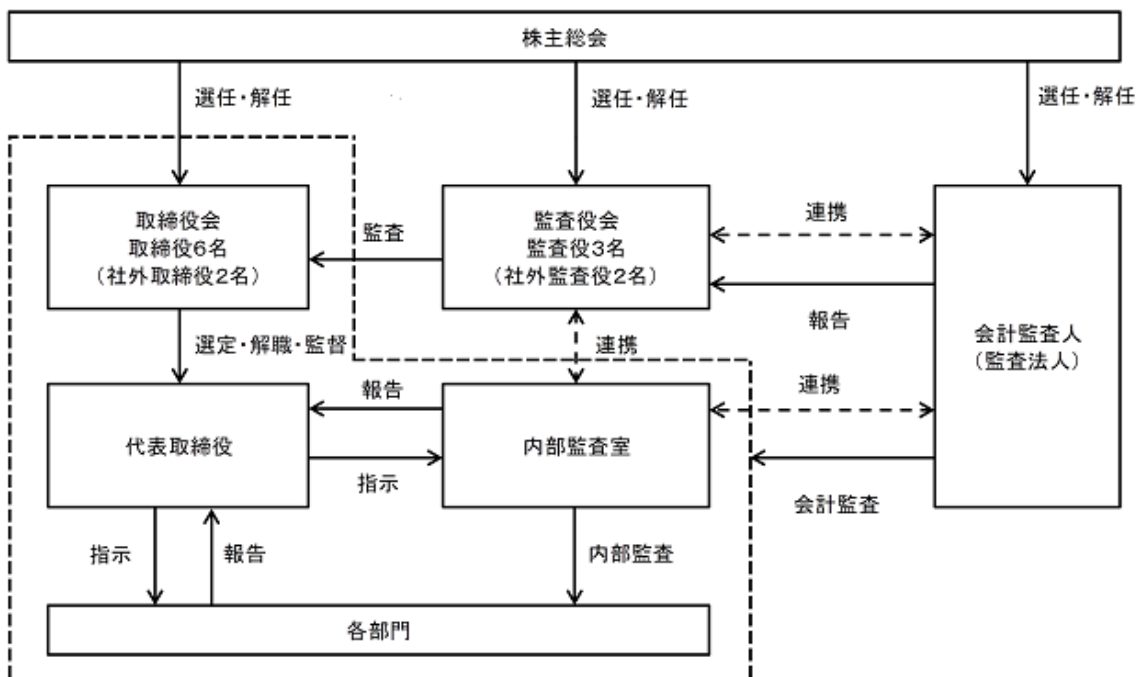 株主総会
選任・解任
選任・解任
選任・解任
取締役会
取締役6名
(社外取締役2名)
監査
監査役会
監査役3名
(社外監査役2名)
連携
報告
会計監査人
(監査法人)
選定・解職・監督
連携
連携
報告
代表取締役
内部監査室
指示
会計監査
指示
報告
内部監査
各部門